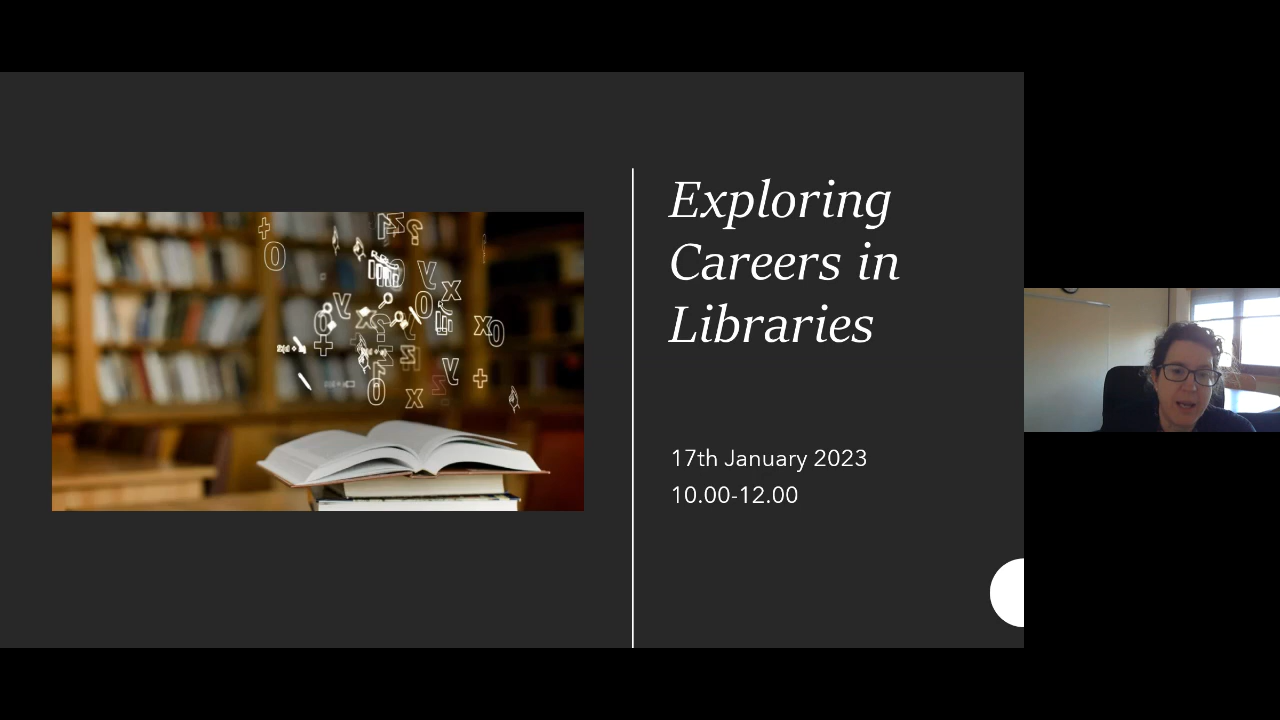 Exploring
Careers in
Libraries
17th January 2023
10.00-12.00